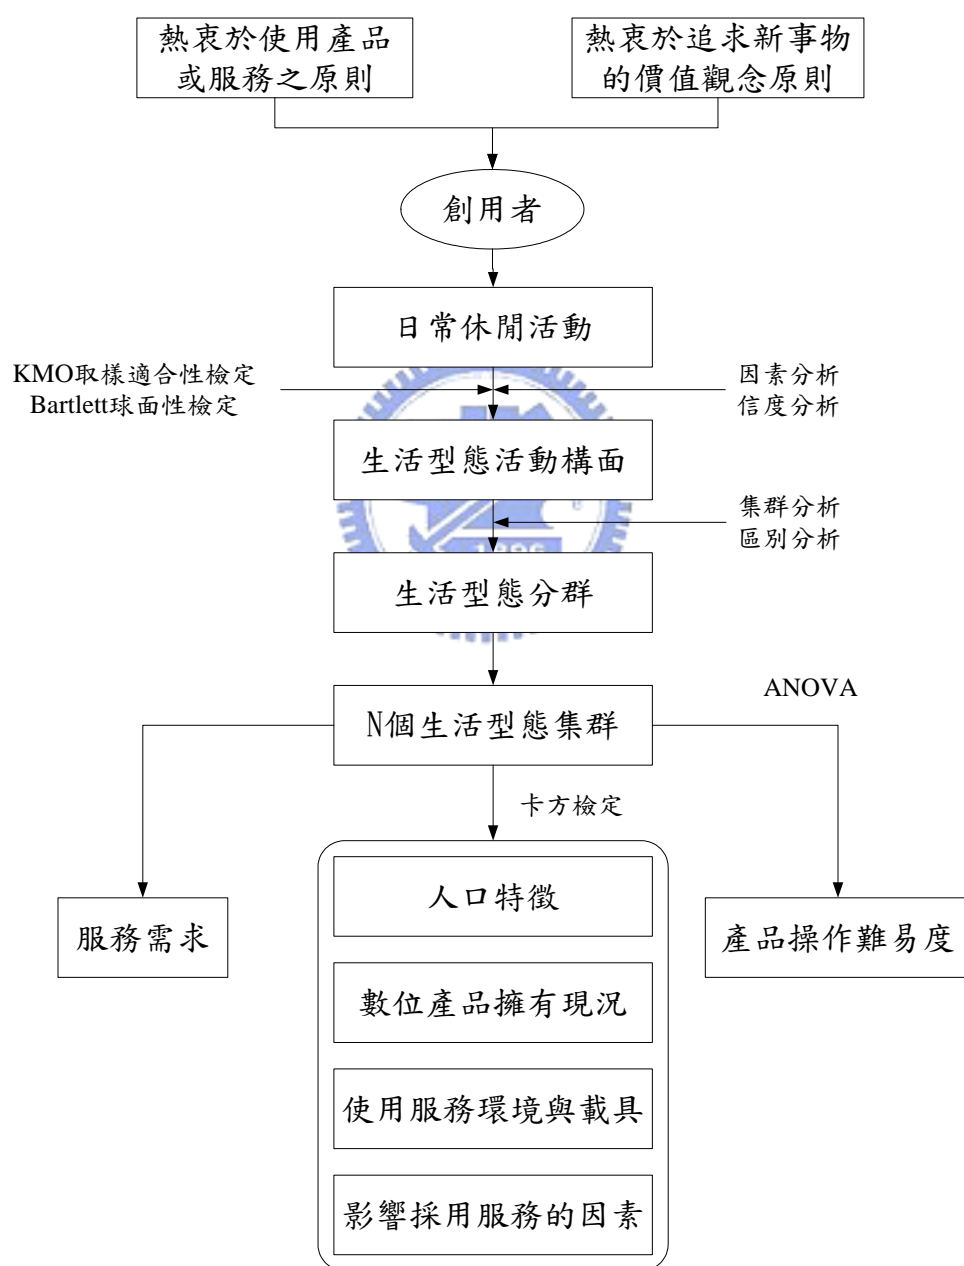 熱衷於使用產品
或服務之原則
熱衷於追求新事物
的價值觀念原則
創用者
日常休閒活動
KMO取樣適合性檢定
Bartlett球面性檢定
因素分析
信度分析
生活型態活動構面
集群分析
區別分析
1896
生活型態分群
ANOVA
N個生活型態集群
卡方檢定
服務需求
人口特徵
產品操作難易度
數位產品擁有現況
使用服務環境與載具
影響採用服務的因素